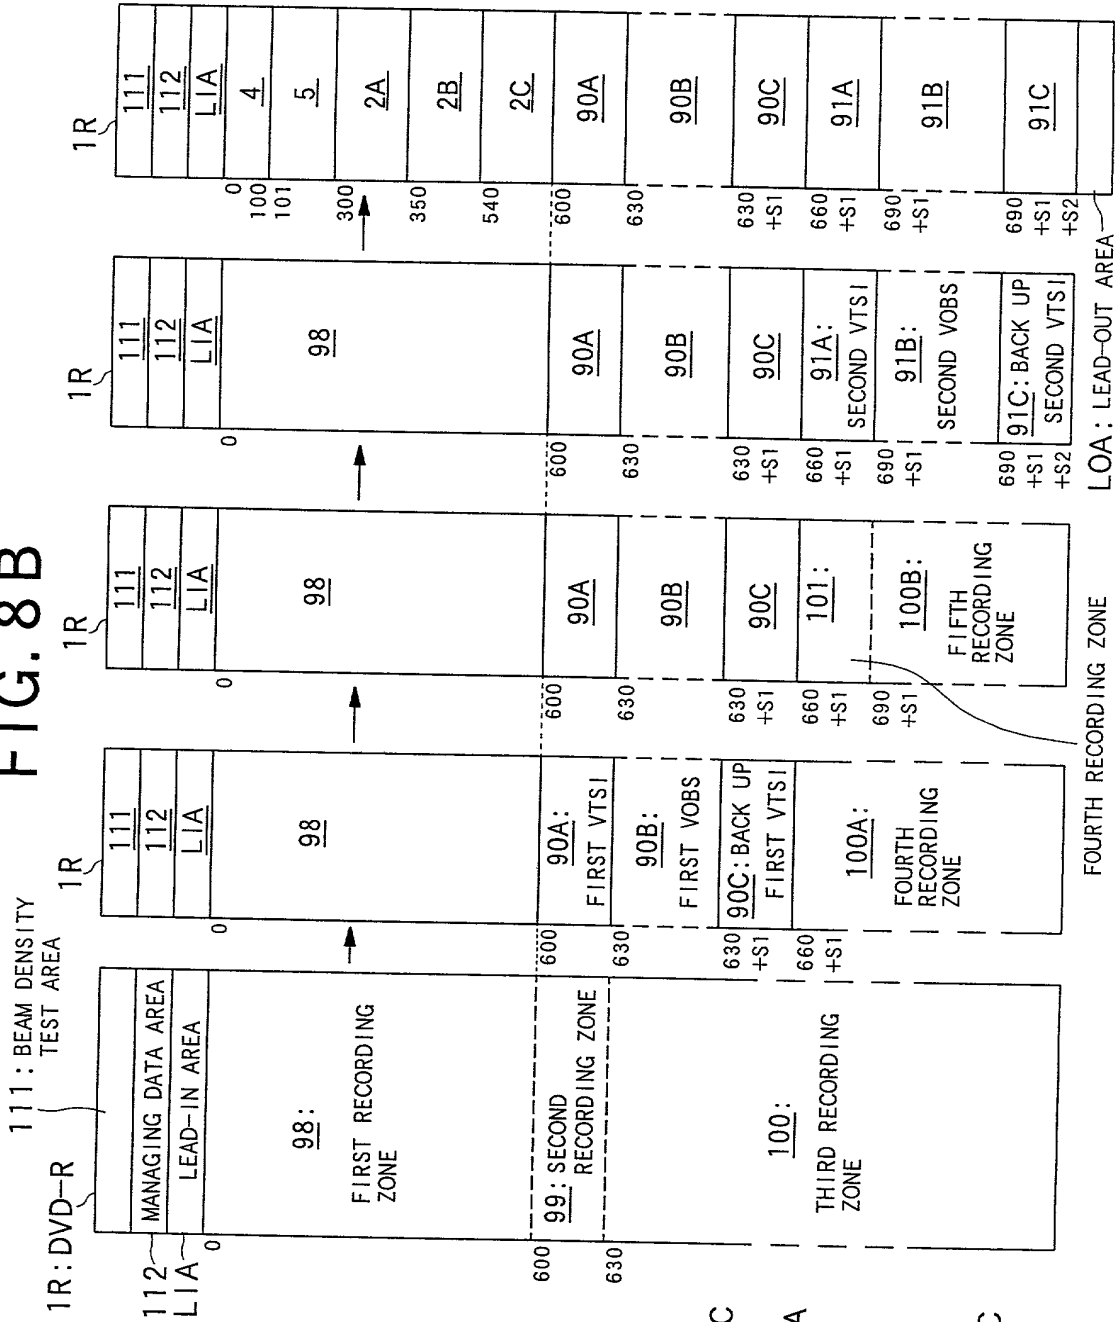 FIG. 8B
1R:DVD-R
111: BEAM DENSITY
TEST AREA
112
LIA
MANAGING DATA AREA
LEAD-IN AREA
0
98:
FIRST RECORDING
ZONE
600
99: SECOND
RECORDING ZONE
630
100:
THIRD RECORDING
ZONE
1R
111
112
LIA
0
98
600
90A:
FIRST VTSI
630
90B:
FIRST VOBS
630
+S1
90C: BACK UP
FIRST VTSI
660
+S1
100A:
FOURTH
RECORDING
ZONE
1R
111
112
LIA
0
98
600
90A
630
90B
630
+S1
90C
660
+S1
101:
690
+S1
100B:
FIFTH
RECORDING
ZONE
FOURTH RECORDING ZONE
1R
111
112
LIA
0
98
600
90A
630
90B
630
+S1
90C
660
+S1
91A:
SECOND VTSI
690
+S1
91B:
SECOND VOBS
690
+S1
+S2
91C: BACK UP
SECOND VTSI
1R
111
112
LIA
0
4
100
101
5
300
2A
350
2B
540
2C
600
90A
630
90B
630
+S1
90C
660
+S1
91A
690
+S1
91B
690
+S1
+S2
91C
LOA: LEAD-OUT AREA
C
A
C